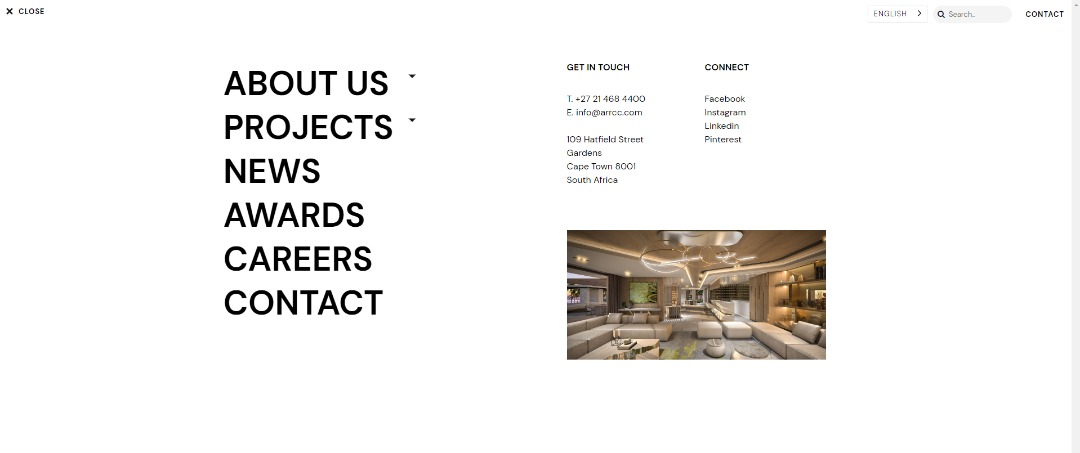 CLOSE
ENGLISH
Search..
CONTACT
ABOUT US
PROJECTS
NEWS
AWARDS
CAREERS
CONTACT
GET IN TOUCH
T. +27 21 468 4400
E. info@arrcc.com
109 Hatfield Street
Gardens
Cape Town 8001
South Africa
CONNECT
Facebook
Instagram
Linkedin
Pinterest